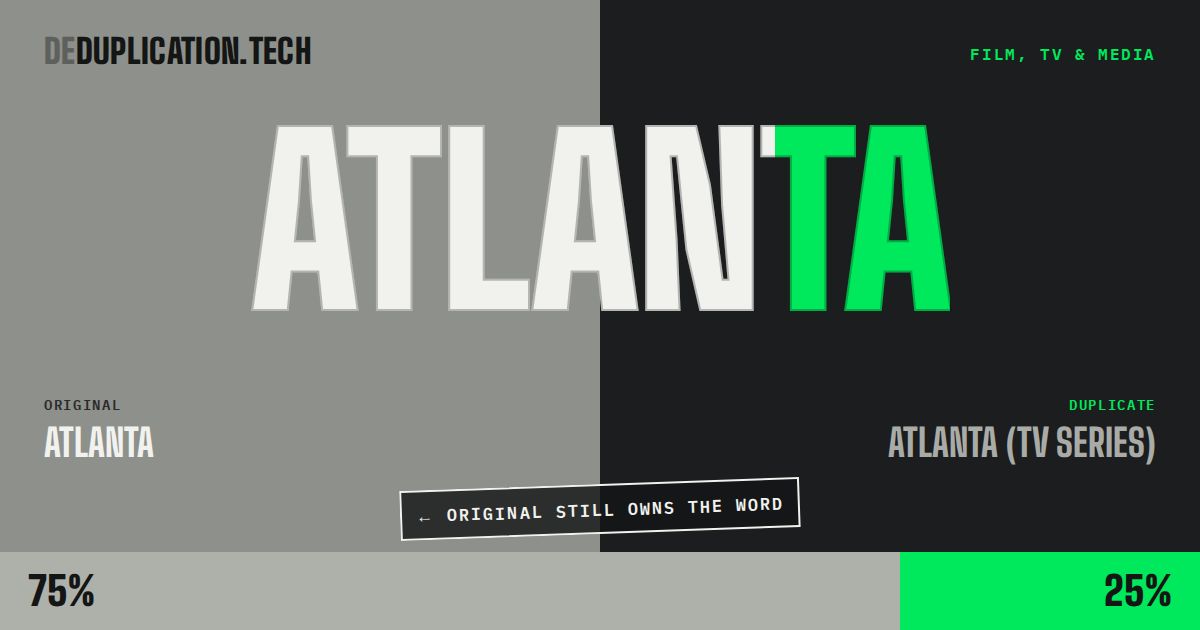 DEDUPLICATION.TECH
FILM, TV & MEDIA
ATLANTA
ORIGINAL
ATLANTA
DUPLICATE
ATLANTA (TV SERIES)
← ORIGINAL STILL OWNS THE WORD
75%
25%